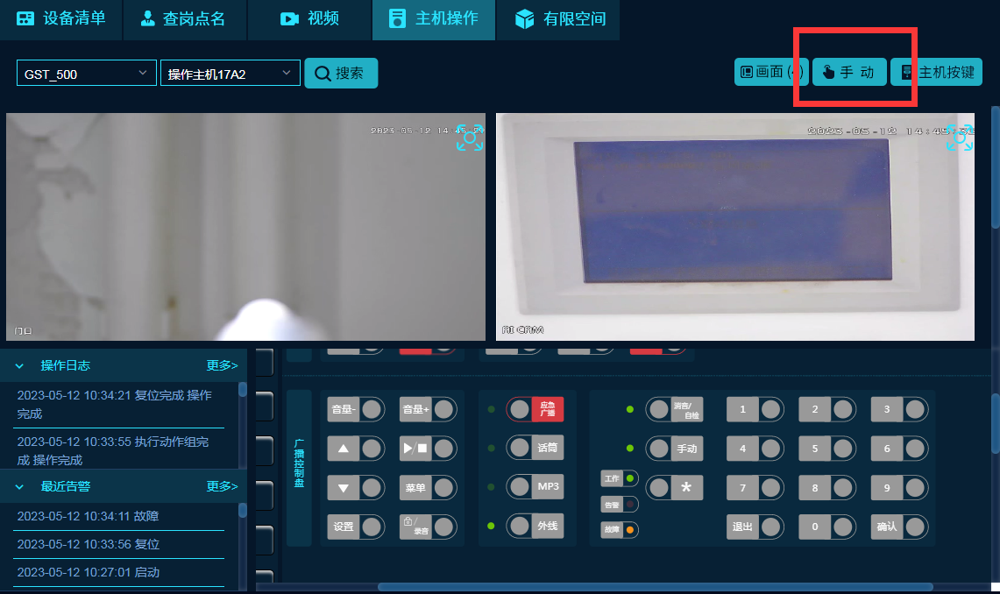 设备清单 查岗点名 视频 主机操作 有限空间
GST_500 操作主机17A2 搜索 画面 (4) 手 动 主机按键
2023-05-12 14:45:29 2023-05-12 14:45:32
门口 AI CAM
操作日志 更多>
2023-05-12 10:34:21 复位完成 操作
完成
2023-05-12 10:33:55 执行动作组完
成 操作完成
最近告警 更多>
2023-05-12 10:34:11 故障
2023-05-12 10:33:56 复位
2023-05-12 10:27:01 启动
广播控制盘
音量- 音量+
▲ ▶/■
▼ 菜单
设置 /录音
应急
广播
话筒
MP3
外线
消音/
自检
手动
*
工作
告警
故障
1 2 3
4 5 6
7 8 9
退出 0 确认